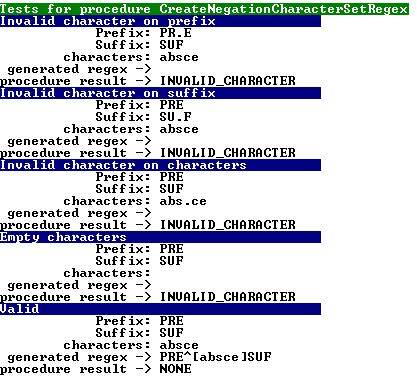 Tests for procedure CreateNegationCharacterSetRegex
Invalid character on prefix
Prefix: PR.E
Suffix: SUF
characters: absce
generated regex ->
procedure result -> INVALID_CHARACTER
Invalid character on suffix
Prefix: PRE
Suffix: SU.F
characters: absce
generated regex ->
procedure result -> INVALID_CHARACTER
Invalid character on characters
Prefix: PRE
Suffix: SUF
characters: abs.ce
generated regex ->
procedure result -> INVALID_CHARACTER
Empty characters
Prefix: PRE
Suffix: SUF
characters:
generated regex ->
procedure result -> INVALID_CHARACTER
Valid
Prefix: PRE
Suffix: SUF
characters: absce
generated regex -> PRE^[absce]SUF
procedure result -> NONE